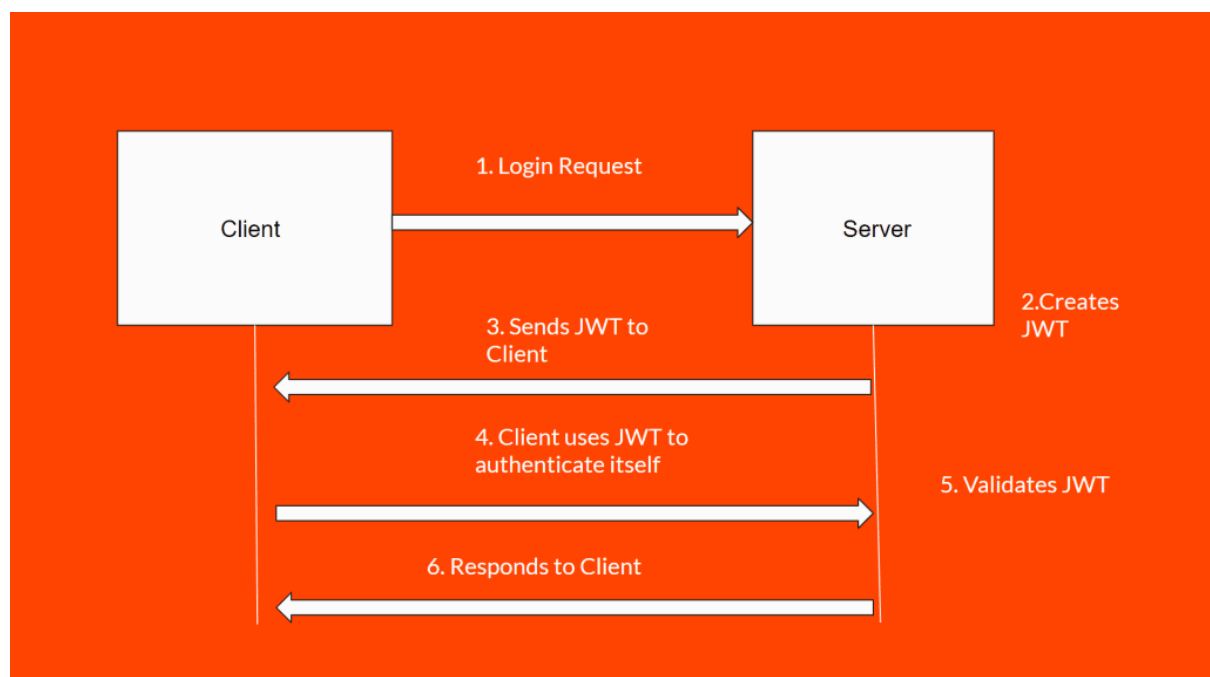 1. Login Request
Client
Server
2.Creates
JWT
3. Sends JWT to
Client
4. Client uses JWT to
authenticate itself
5. Validates JWT
6. Responds to Client